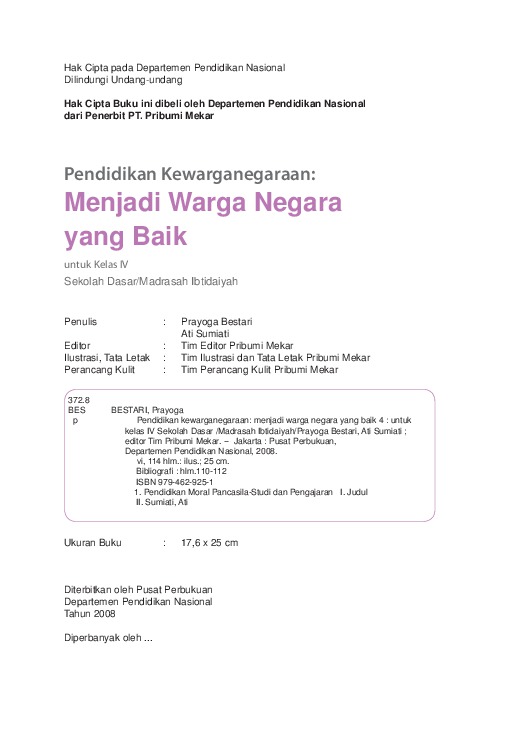 Hak Cipta pada Departemen Pendidikan Nasional
Dilindungi Undang-undang
Hak Cipta Buku ini dibeli oleh Departemen Pendidikan Nasional
dari Penerbit PT. Pribumi Mekar
Pendidikan Kewarganegaraan:
Menjadi Warga Negara
yang Baik
untuk Kelas IV
Sekolah Dasar/Madrasah Ibtidaiyah
Penulis : Prayoga Bestari
Ati Sumiati
Editor : Tim Editor Pribumi Mekar
Ilustrasi, Tata Letak : Tim Ilustrasi dan Tata Letak Pribumi Mekar
Perancang Kulit : Tim Perancang Kulit Pribumi Mekar
372.8
BES BESTARI, Prayoga
p Pendidikan kewarganegaraan: menjadi warga negara yang baik 4 : untuk
kelas IV Sekolah Dasar /Madrasah Ibtidaiyah/Prayoga Bestari, Ati Sumiati ;
editor Tim Pribumi Mekar. – Jakarta : Pusat Perbukuan,
Departemen Pendidikan Nasional, 2008.
vi, 114 hlm.: ilus.; 25 cm.
Bibliografi : hlm.110-112
ISBN 979-462-925-1
1. Pendidikan Moral Pancasila-Studi dan Pengajaran I. Judul
II. Sumiati, Ati
Ukuran Buku : 17,6 x 25 cm
Diterbitkan oleh Pusat Perbukuan
Departemen Pendidikan Nasional
Tahun 2008
Diperbanyak oleh ...